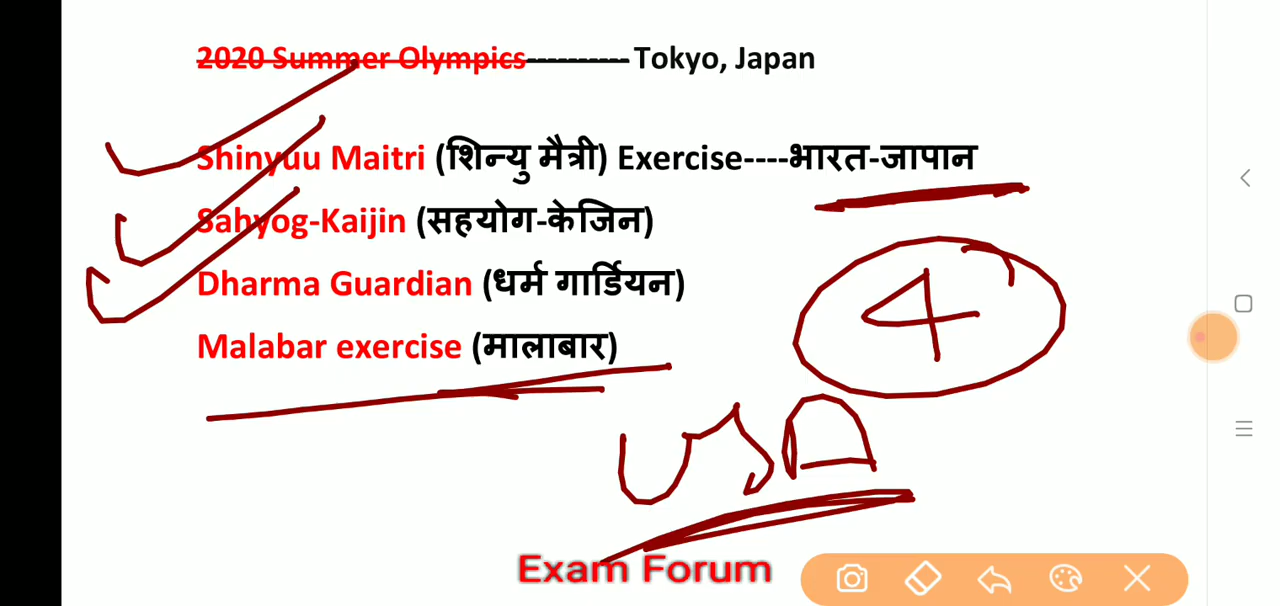 2020 Summer Olympics---------- Tokyo, Japan
Shinyuu Maitri (शिन्यु मैत्री) Exercise----भारत-जापान
Sahyog-Kaijin (सहयोग-केजिन)
Dharma Guardian (धर्म गार्डियन)
Malabar exercise (मालाबार)
4
USA
Exam Forum